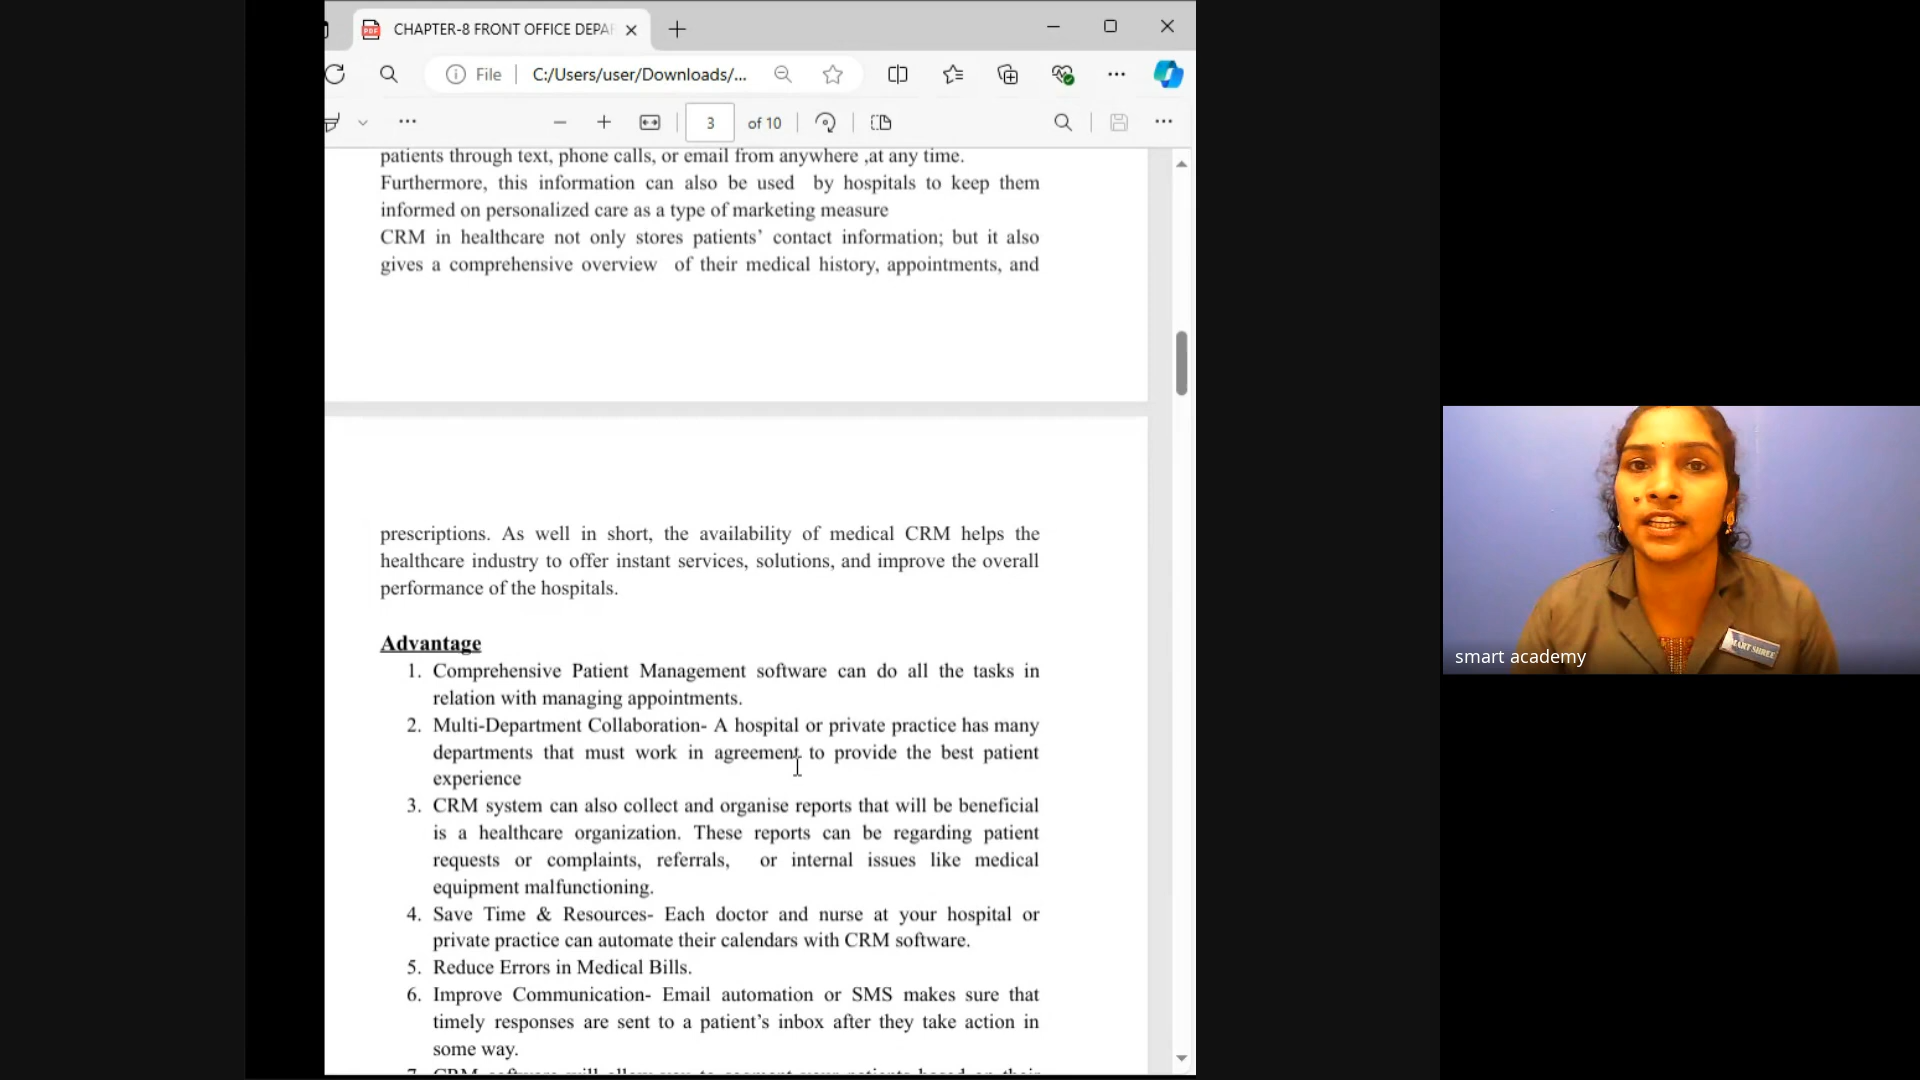 CHAPTER-8 FRONT OFFICE DEPA
File
C:/Users/user/Downloads/...
3 of 10
patients through text, phone calls, or email from anywhere ,at any time.
Furthermore, this information can also be used by hospitals to keep them
informed on personalized care as a type of marketing measure
CRM in healthcare not only stores patients’ contact information; but it also
gives a comprehensive overview of their medical history, appointments, and
prescriptions. As well in short, the availability of medical CRM helps the
healthcare industry to offer instant services, solutions, and improve the overall
performance of the hospitals.
Advantage
1. Comprehensive Patient Management software can do all the tasks in
relation with managing appointments.
2. Multi-Department Collaboration- A hospital or private practice has many
departments that must work in agreement to provide the best patient
experience
3. CRM system can also collect and organise reports that will be beneficial
is a healthcare organization. These reports can be regarding patient
requests or complaints, referrals, or internal issues like medical
equipment malfunctioning.
4. Save Time & Resources- Each doctor and nurse at your hospital or
private practice can automate their calendars with CRM software.
5. Reduce Errors in Medical Bills.
6. Improve Communication- Email automation or SMS makes sure that
timely responses are sent to a patient’s inbox after they take action in
some way.
smart academy